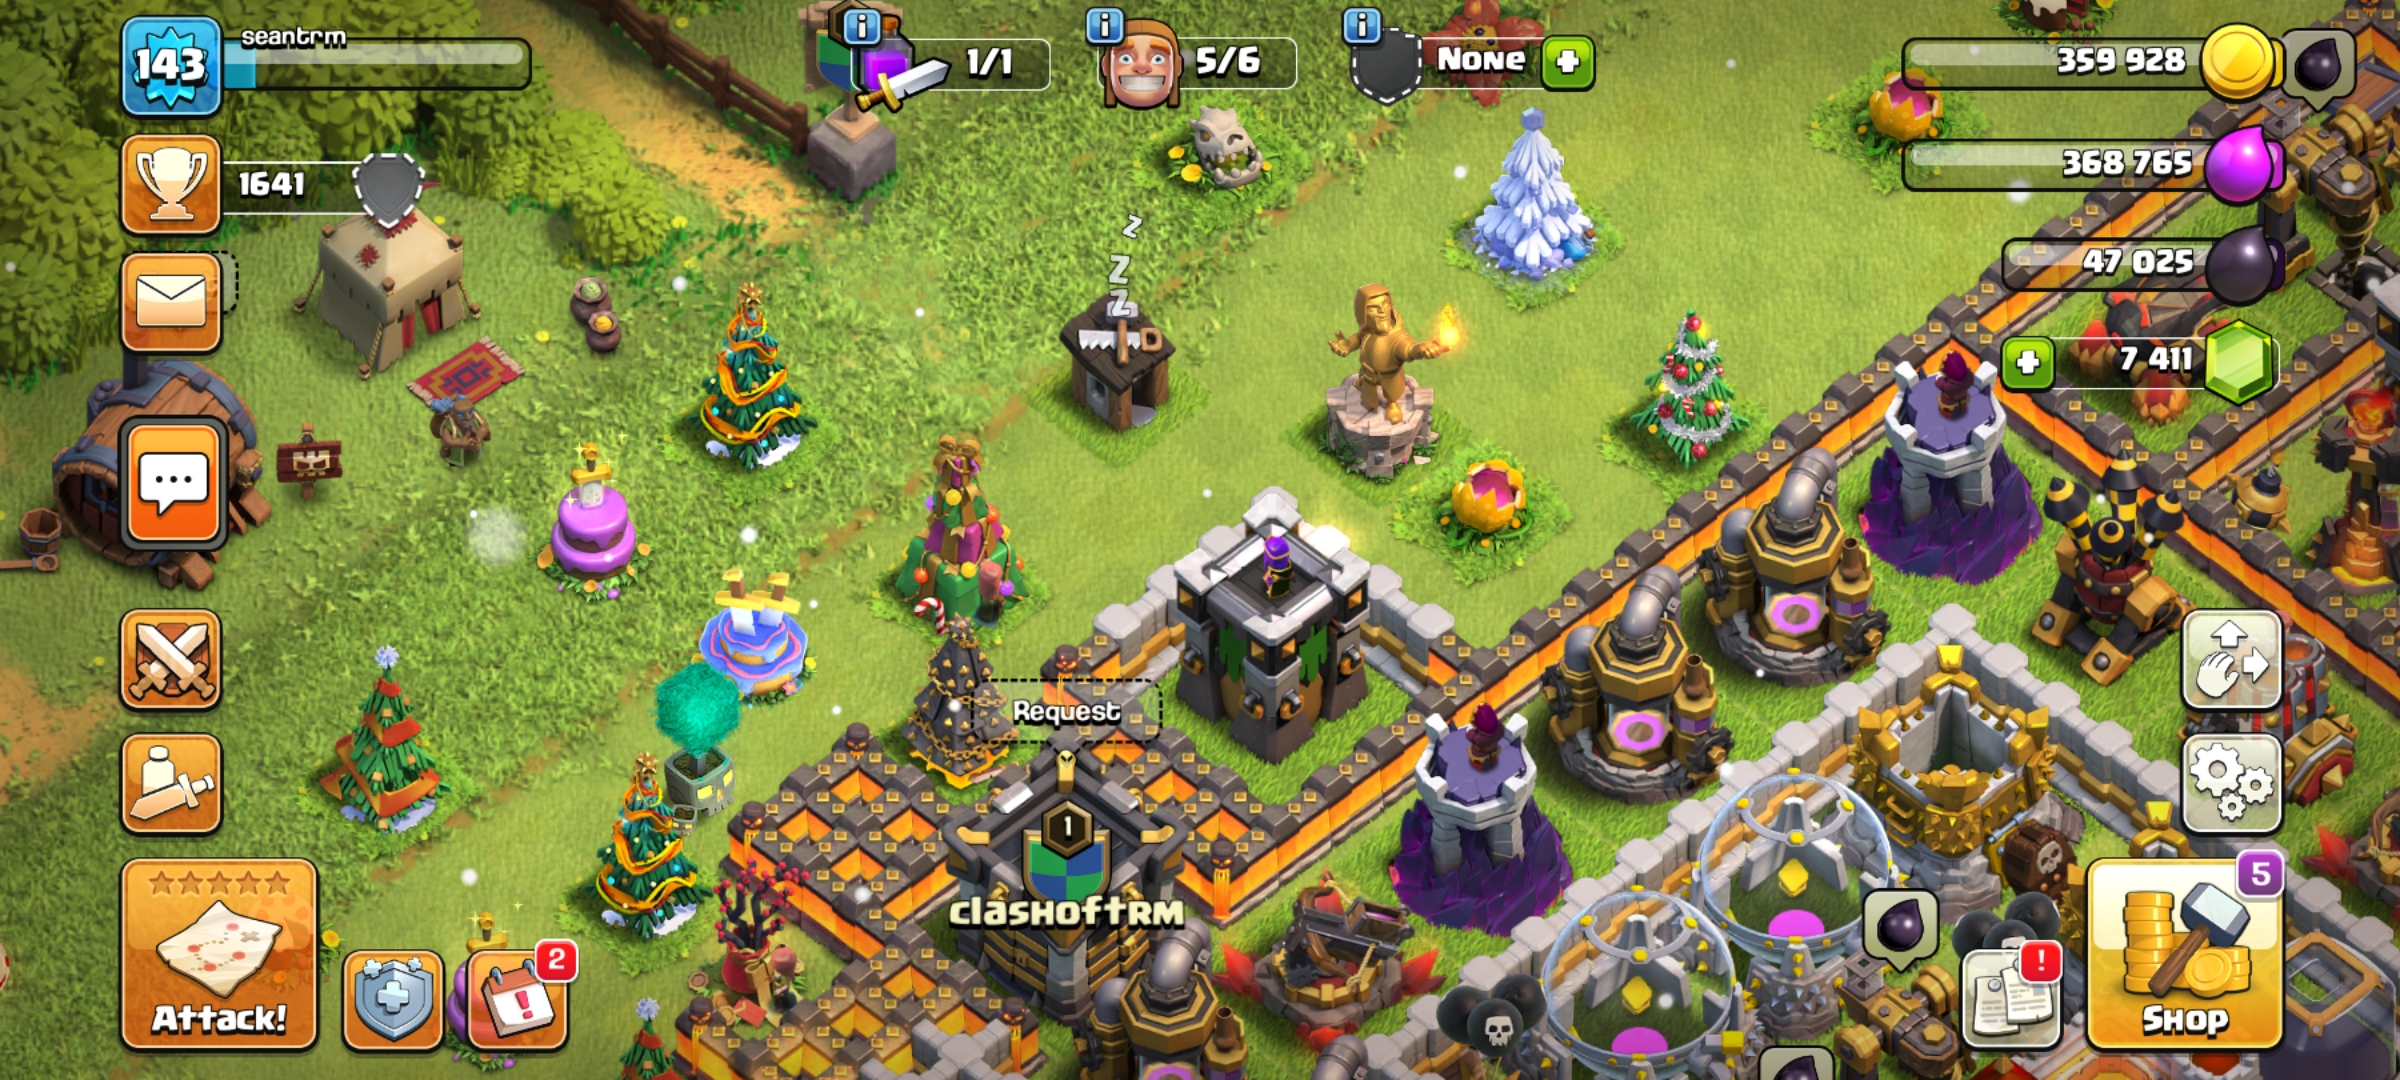 143
seantrm
1/1
5/6
None
359 928
1641
368 765
47 025
7 411
z
Z
Z
Request
1
clashoftrm
5
2
!
Attack!
Shop